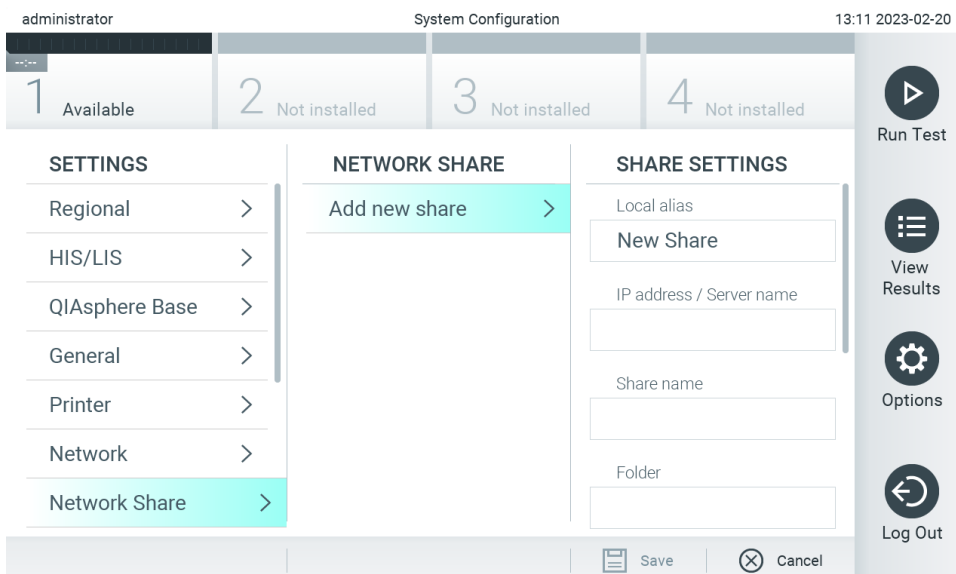 administrator
System Configuration
13:11 2023-02-20
--:--
1 Available
2 Not installed
3 Not installed
4 Not installed
Run Test
View
Results
Options
Log Out
SETTINGS
Regional
HIS/LIS
QIAsphere Base
General
Printer
Network
Network Share
NETWORK SHARE
Add new share
SHARE SETTINGS
Local alias
New Share
IP address / Server name
Share name
Folder
Save
Cancel